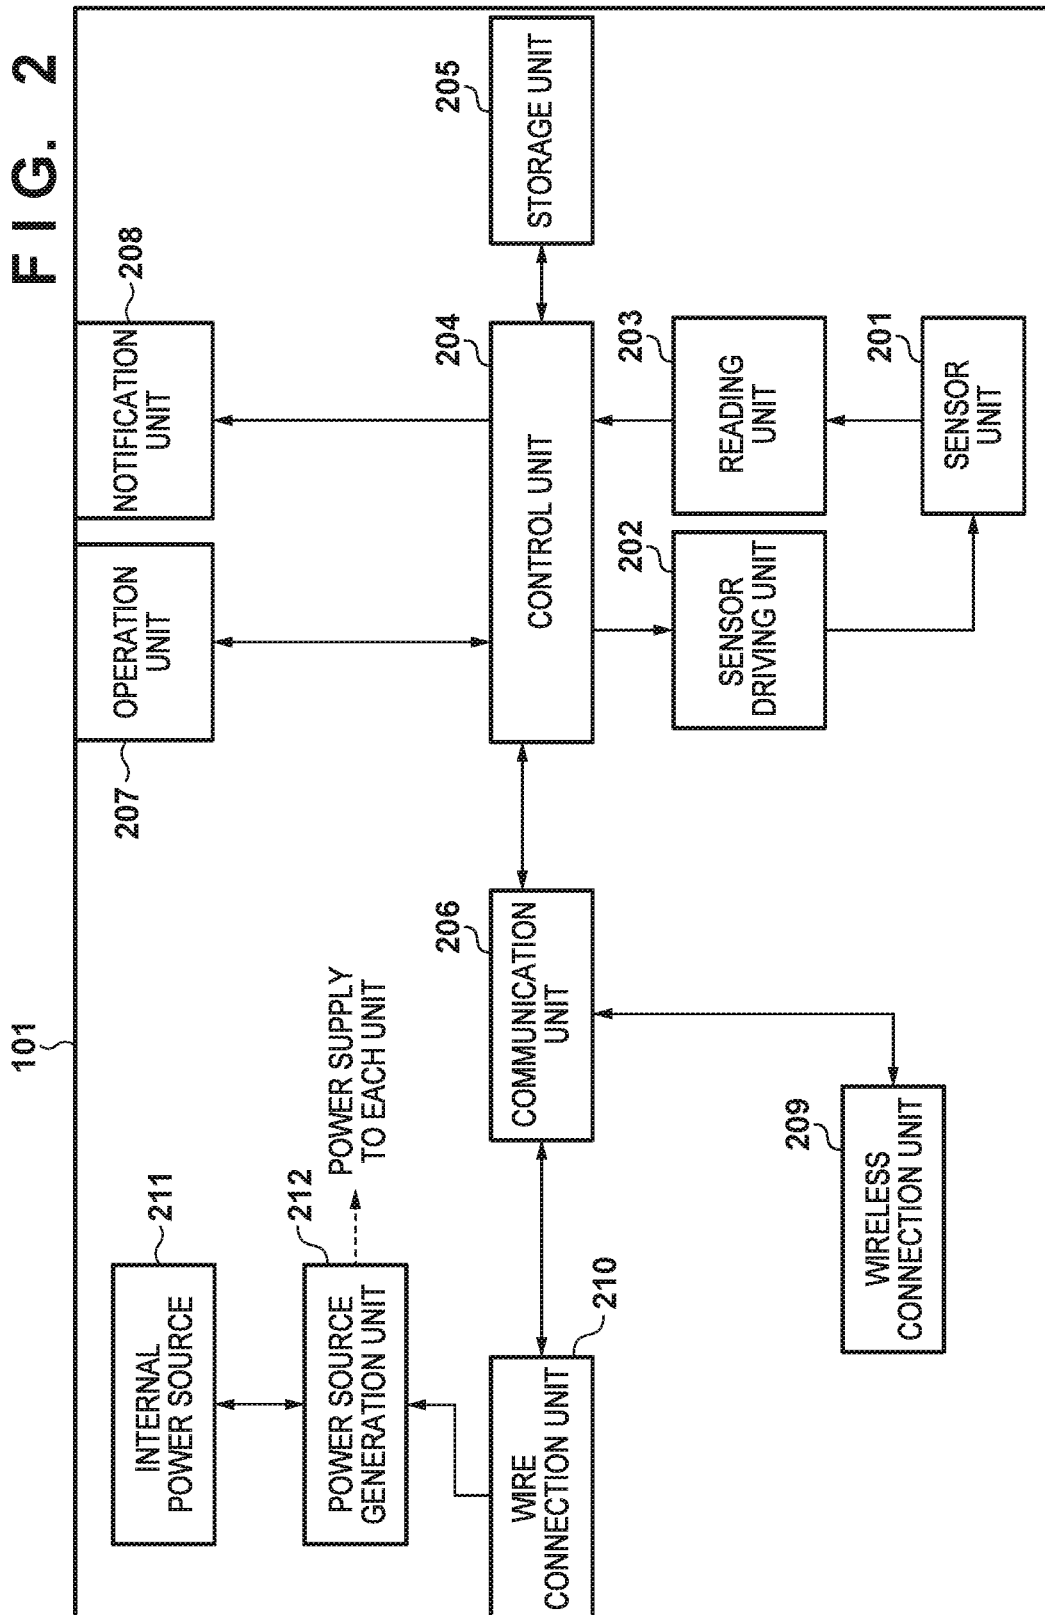 FIG. 2
101
INTERNAL
POWER SOURCE
211
POWER SOURCE
GENERATION UNIT
212
POWER SUPPLY
TO EACH UNIT
207
OPERATION
UNIT
NOTIFICATION
UNIT
208
WIRE
CONNECTION UNIT
210
COMMUNICATION
UNIT
206
CONTROL UNIT
204
STORAGE UNIT
205
WIRELESS
CONNECTION UNIT
209
SENSOR
DRIVING UNIT
202
READING
UNIT
203
SENSOR
UNIT
201